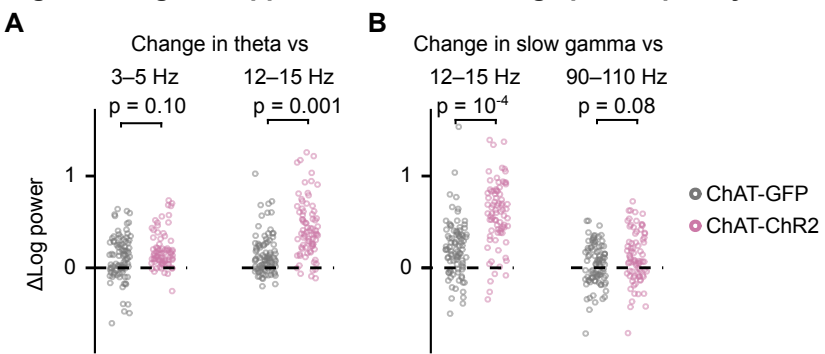 A
B
Change in theta vs
Change in slow gamma vs
3–5 Hz
12–15 Hz
12–15 Hz
90–110 Hz
p = 0.10
p = 0.001
p = 10⁻⁴
p = 0.08
ΔLog power
1
0
1
0
ChAT-GFP
ChAT-ChR2